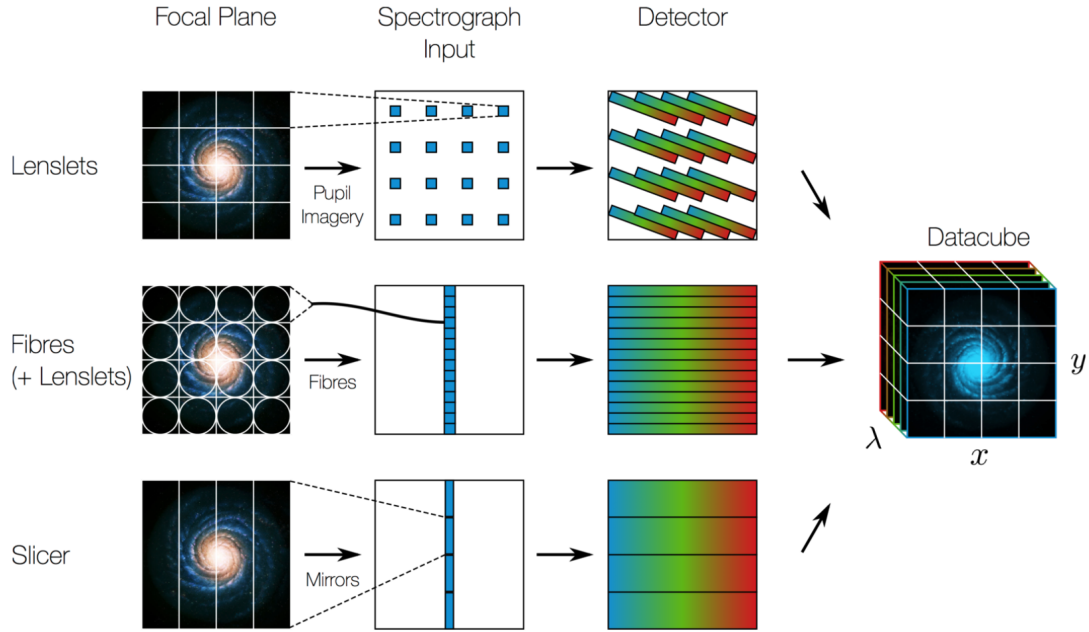 Focal Plane
Spectrograph
Input
Detector
Lenslets
Pupil
Imagery
Datacube
Fibres
(+ Lenslets)
Fibres
y
λ
x
Slicer
Mirrors